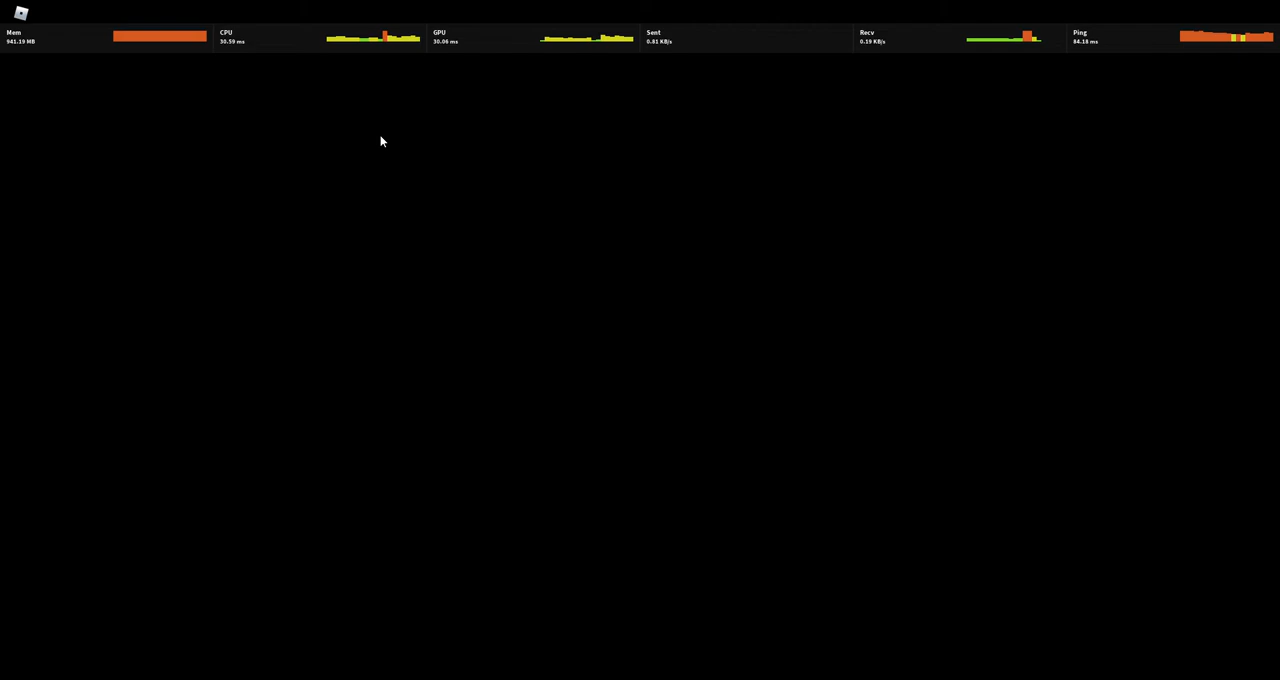 Mem CPU GPU Sent Recv Ping
941.19 MB 30.59 ms 30.06 ms 0.81 KB/s 0.19 KB/s 84.18 ms